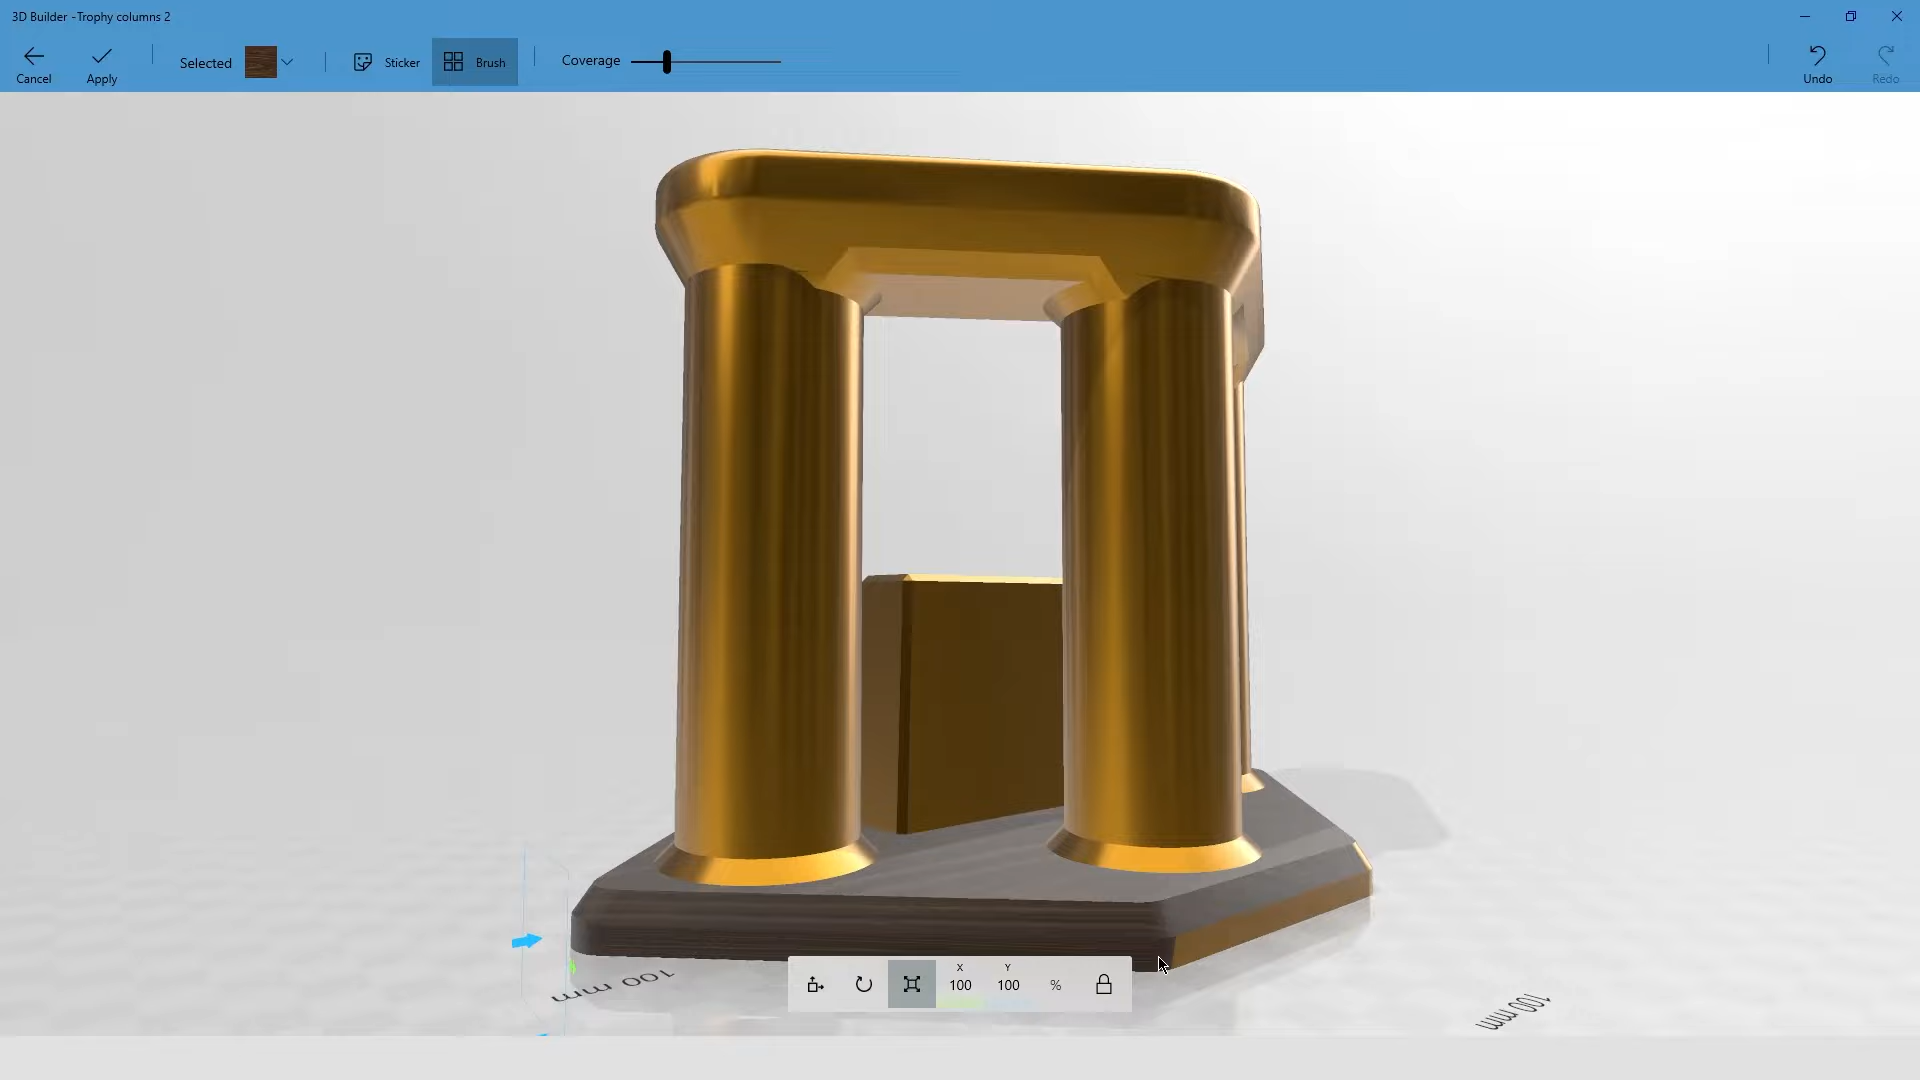 3D Builder -Trophy columns 2
Cancel
Apply
Selected
Sticker
Brush
Coverage
Undo
Redo
100 mm
100 mm
X
100
Y
100
%